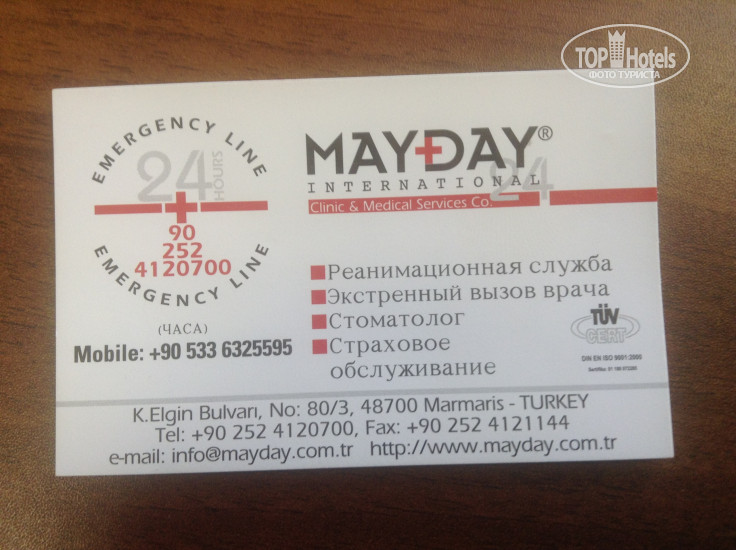 TOP Hotels
ФОТО ТУРИСТА
EMERGENCY LINE
24
HOURS
90
252
4120700
EMERGENCY LINE
(ЧАСА)
Mobile: +90 533 6325595
MAYDAY®
INTERNATIONAL
24
Clinic & Medical Services Co.
Реанимационная служба
Экстренный вызов врача
Стоматолог
Страховое
обслуживание
TÜV
CERT
DIN EN ISO 9001:2000
K.Elgin Bulvarı, No: 80/3, 48700 Marmaris - TURKEY
Tel: +90 252 4120700, Fax: +90 252 4121144
e-mail: info@mayday.com.tr http://www.mayday.com.tr